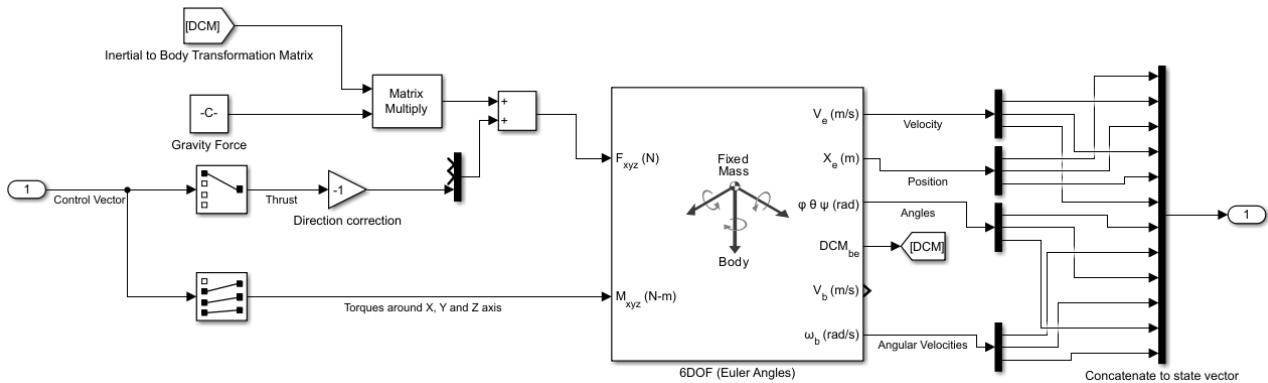 [DCM]
Inertial to Body Transformation Matrix
Matrix
Multiply
-C-
Gravity Force
+
+
1
Control Vector
Thrust
-1
Direction correction
Torques around X, Y and Z axis
F_xyz (N)
M_xyz (N-m)
Fixed
Mass
Body
V_e (m/s)
X_e (m)
φ θ ψ (rad)
DCM_be
V_b (m/s)
ω_b (rad/s)
6DOF (Euler Angles)
Velocity
Position
Angles
[DCM]
Angular Velocities
1
Concatenate to state vector